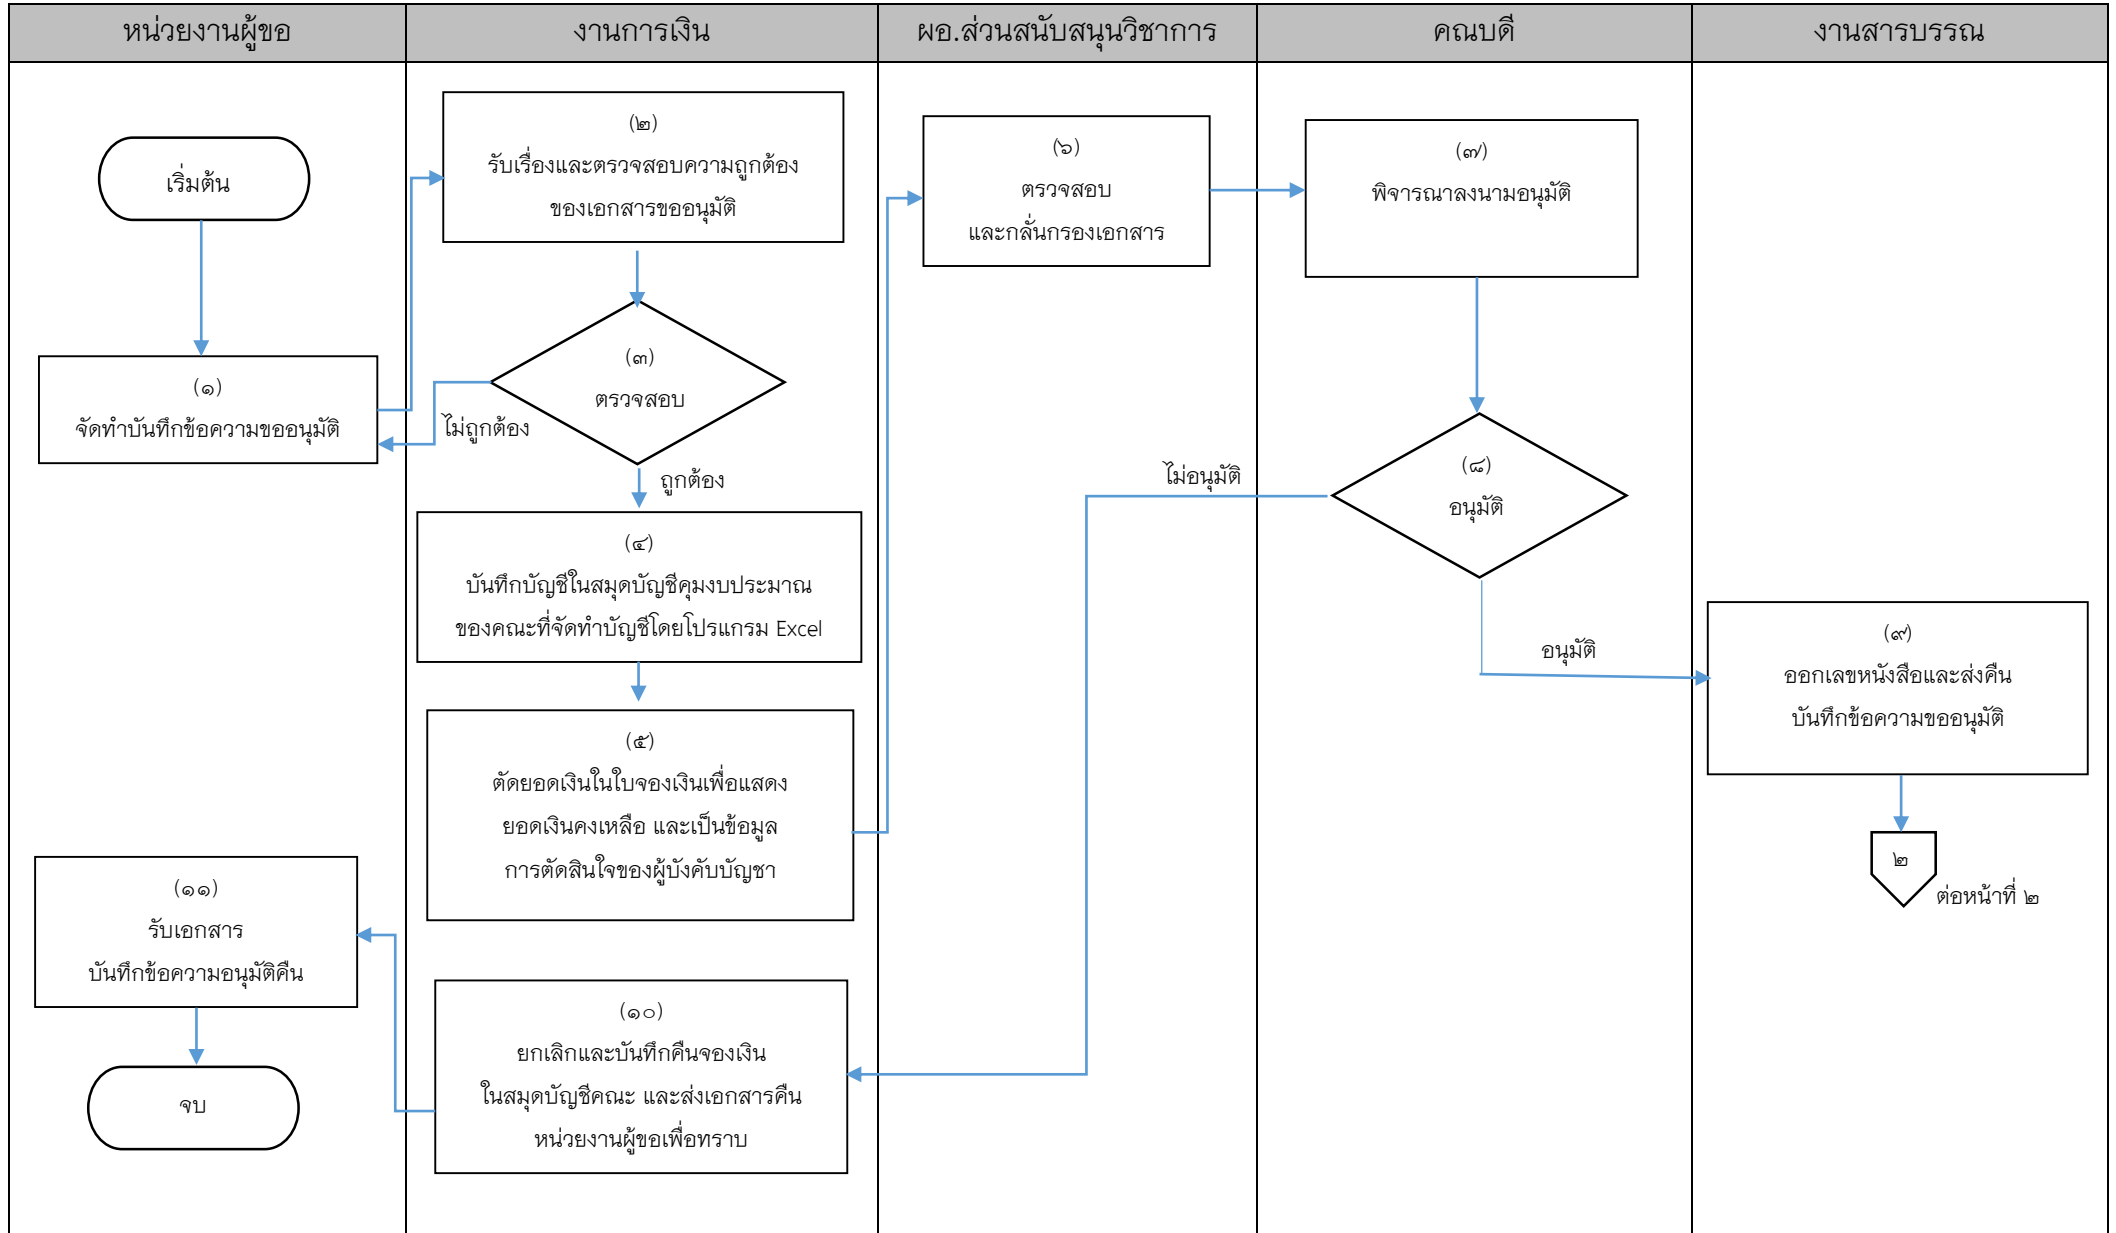 หน่วยงานผู้ขอ
งานการเงิน
ผอ.ส่วนสนับสนุนวิชาการ
คณบดี
งานสารบรรณ
เริ่มต้น
(๑)
จัดทำบันทึกข้อความขออนุมัติ
(๒)
รับเรื่องและตรวจสอบความถูกต้อง
ของเอกสารขออนุมัติ
(๓)
ตรวจสอบ
ไม่ถูกต้อง
ถูกต้อง
(๔)
บันทึกบัญชีในสมุดบัญชีคุมงบประมาณ
ของคณะที่จัดทำบัญชีโดยโปรแกรม Excel
(๕)
ตัดยอดเงินในใบจองเงินเพื่อแสดง
ยอดเงินคงเหลือ และเป็นข้อมูล
การตัดสินใจของผู้บังคับบัญชา
(๖)
ตรวจสอบ
และกลั่นกรองเอกสาร
(๗)
พิจารณาลงนามอนุมัติ
(๘)
อนุมัติ
ไม่อนุมัติ
อนุมัติ
(๙)
ออกเลขหนังสือและส่งคืน
บันทึกข้อความขออนุมัติ
๒
ต่อหน้าที่ ๒
(๑๐)
ยกเลิกและบันทึกคืนจองเงิน
ในสมุดบัญชีคณะ และส่งเอกสารคืน
หน่วยงานผู้ขอเพื่อทราบ
(๑๑)
รับเอกสาร
บันทึกข้อความอนุมัติคืน
จบ